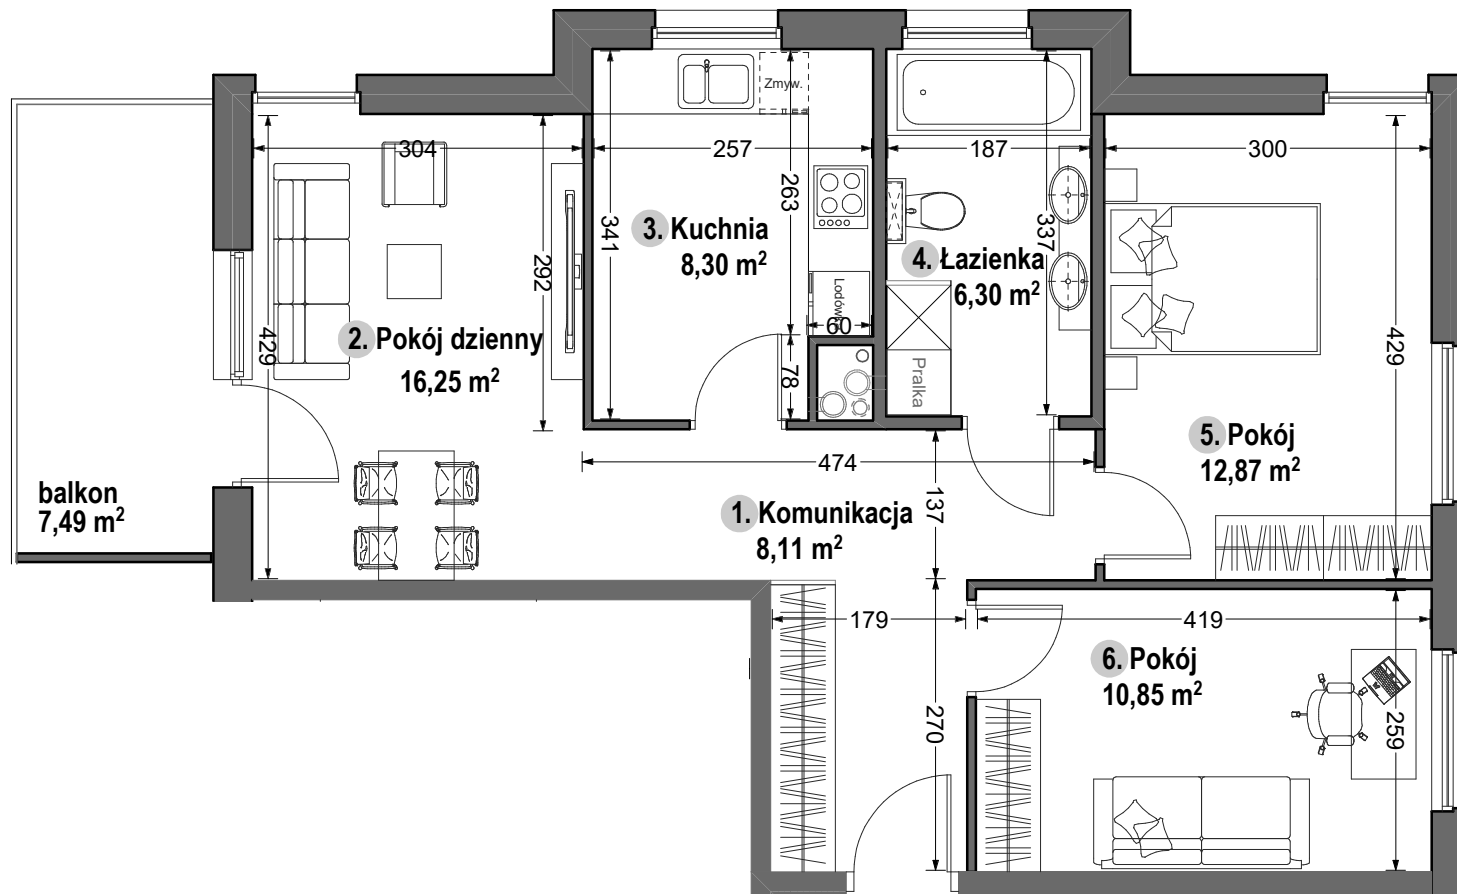 Zmyw.
304
257
187
300
263
341
337
292
429
429
3. Kuchnia
8,30 m²
4. Łazienka
6,30 m²
Lodówka
60
2. Pokój dzienny
16,25 m²
78
Pralka
5. Pokój
12,87 m²
474
137
balkon
7,49 m²
1. Komunikacja
8,11 m²
179
419
6. Pokój
10,85 m²
270
259